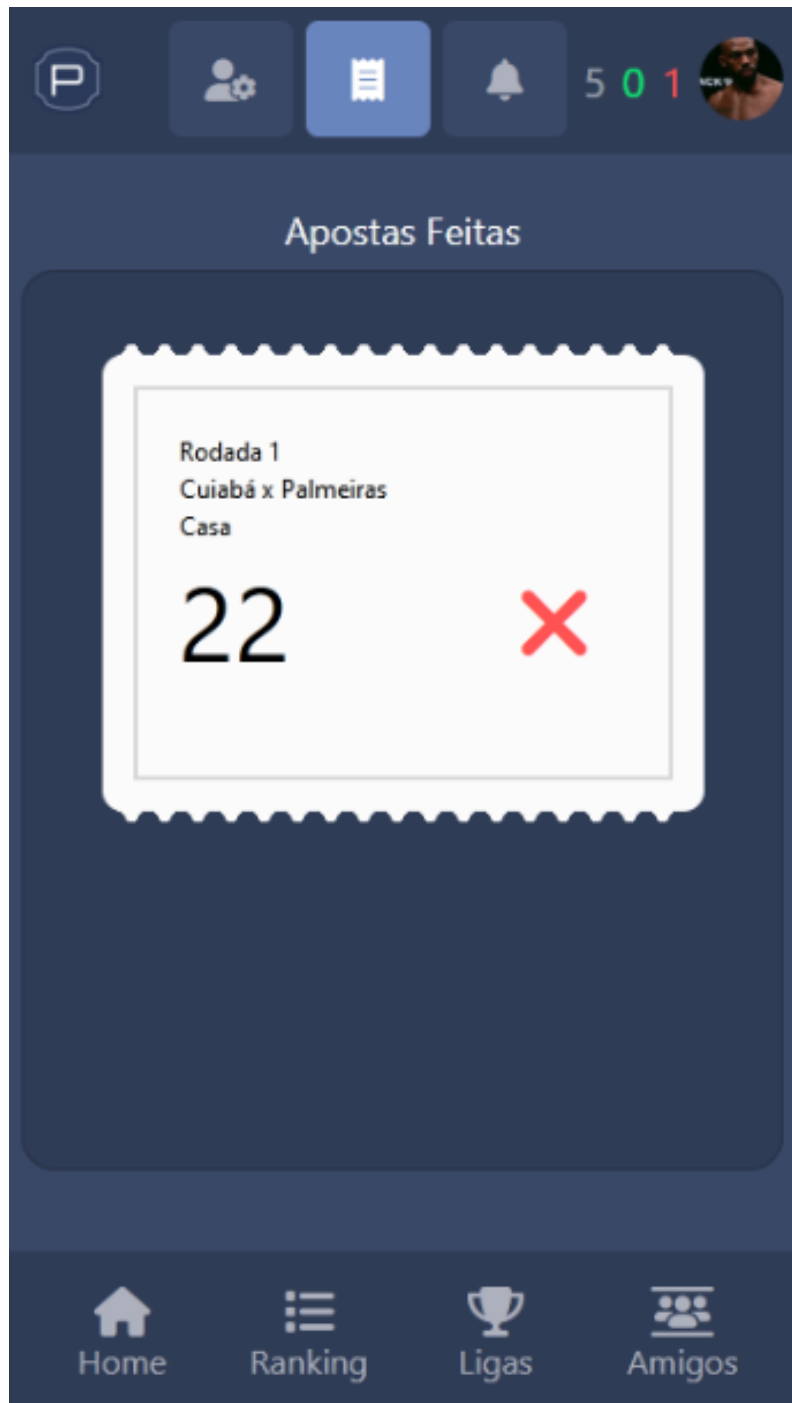 P
5 0 1
Apostas Feitas
Rodada 1
Cuiabá x Palmeiras
Casa
22
Home
Ranking
Ligas
Amigos